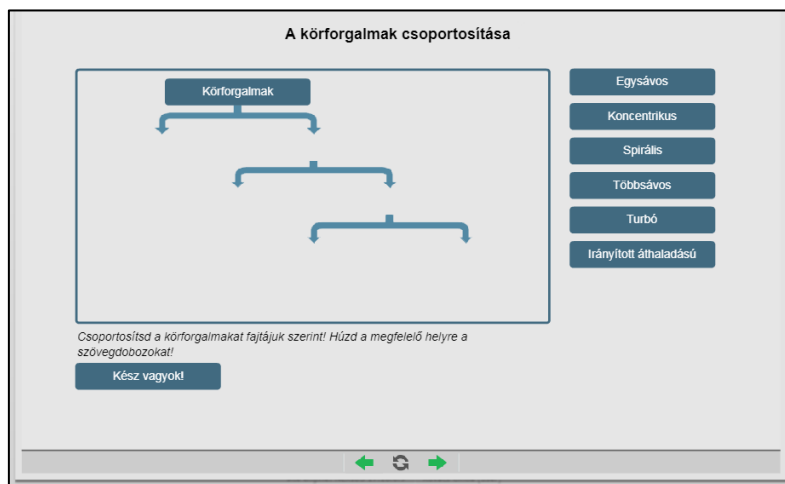 A körforgalmak csoportosítása
Körforgalmak
Egysávos
Koncentrikus
Spirális
Többsávos
Turbó
Irányított áthaladású
Csoportosítsd a körforgalmakat fajtájuk szerint! Húzd a megfelelő helyre a
szövegdobozokat!
Kész vagyok!